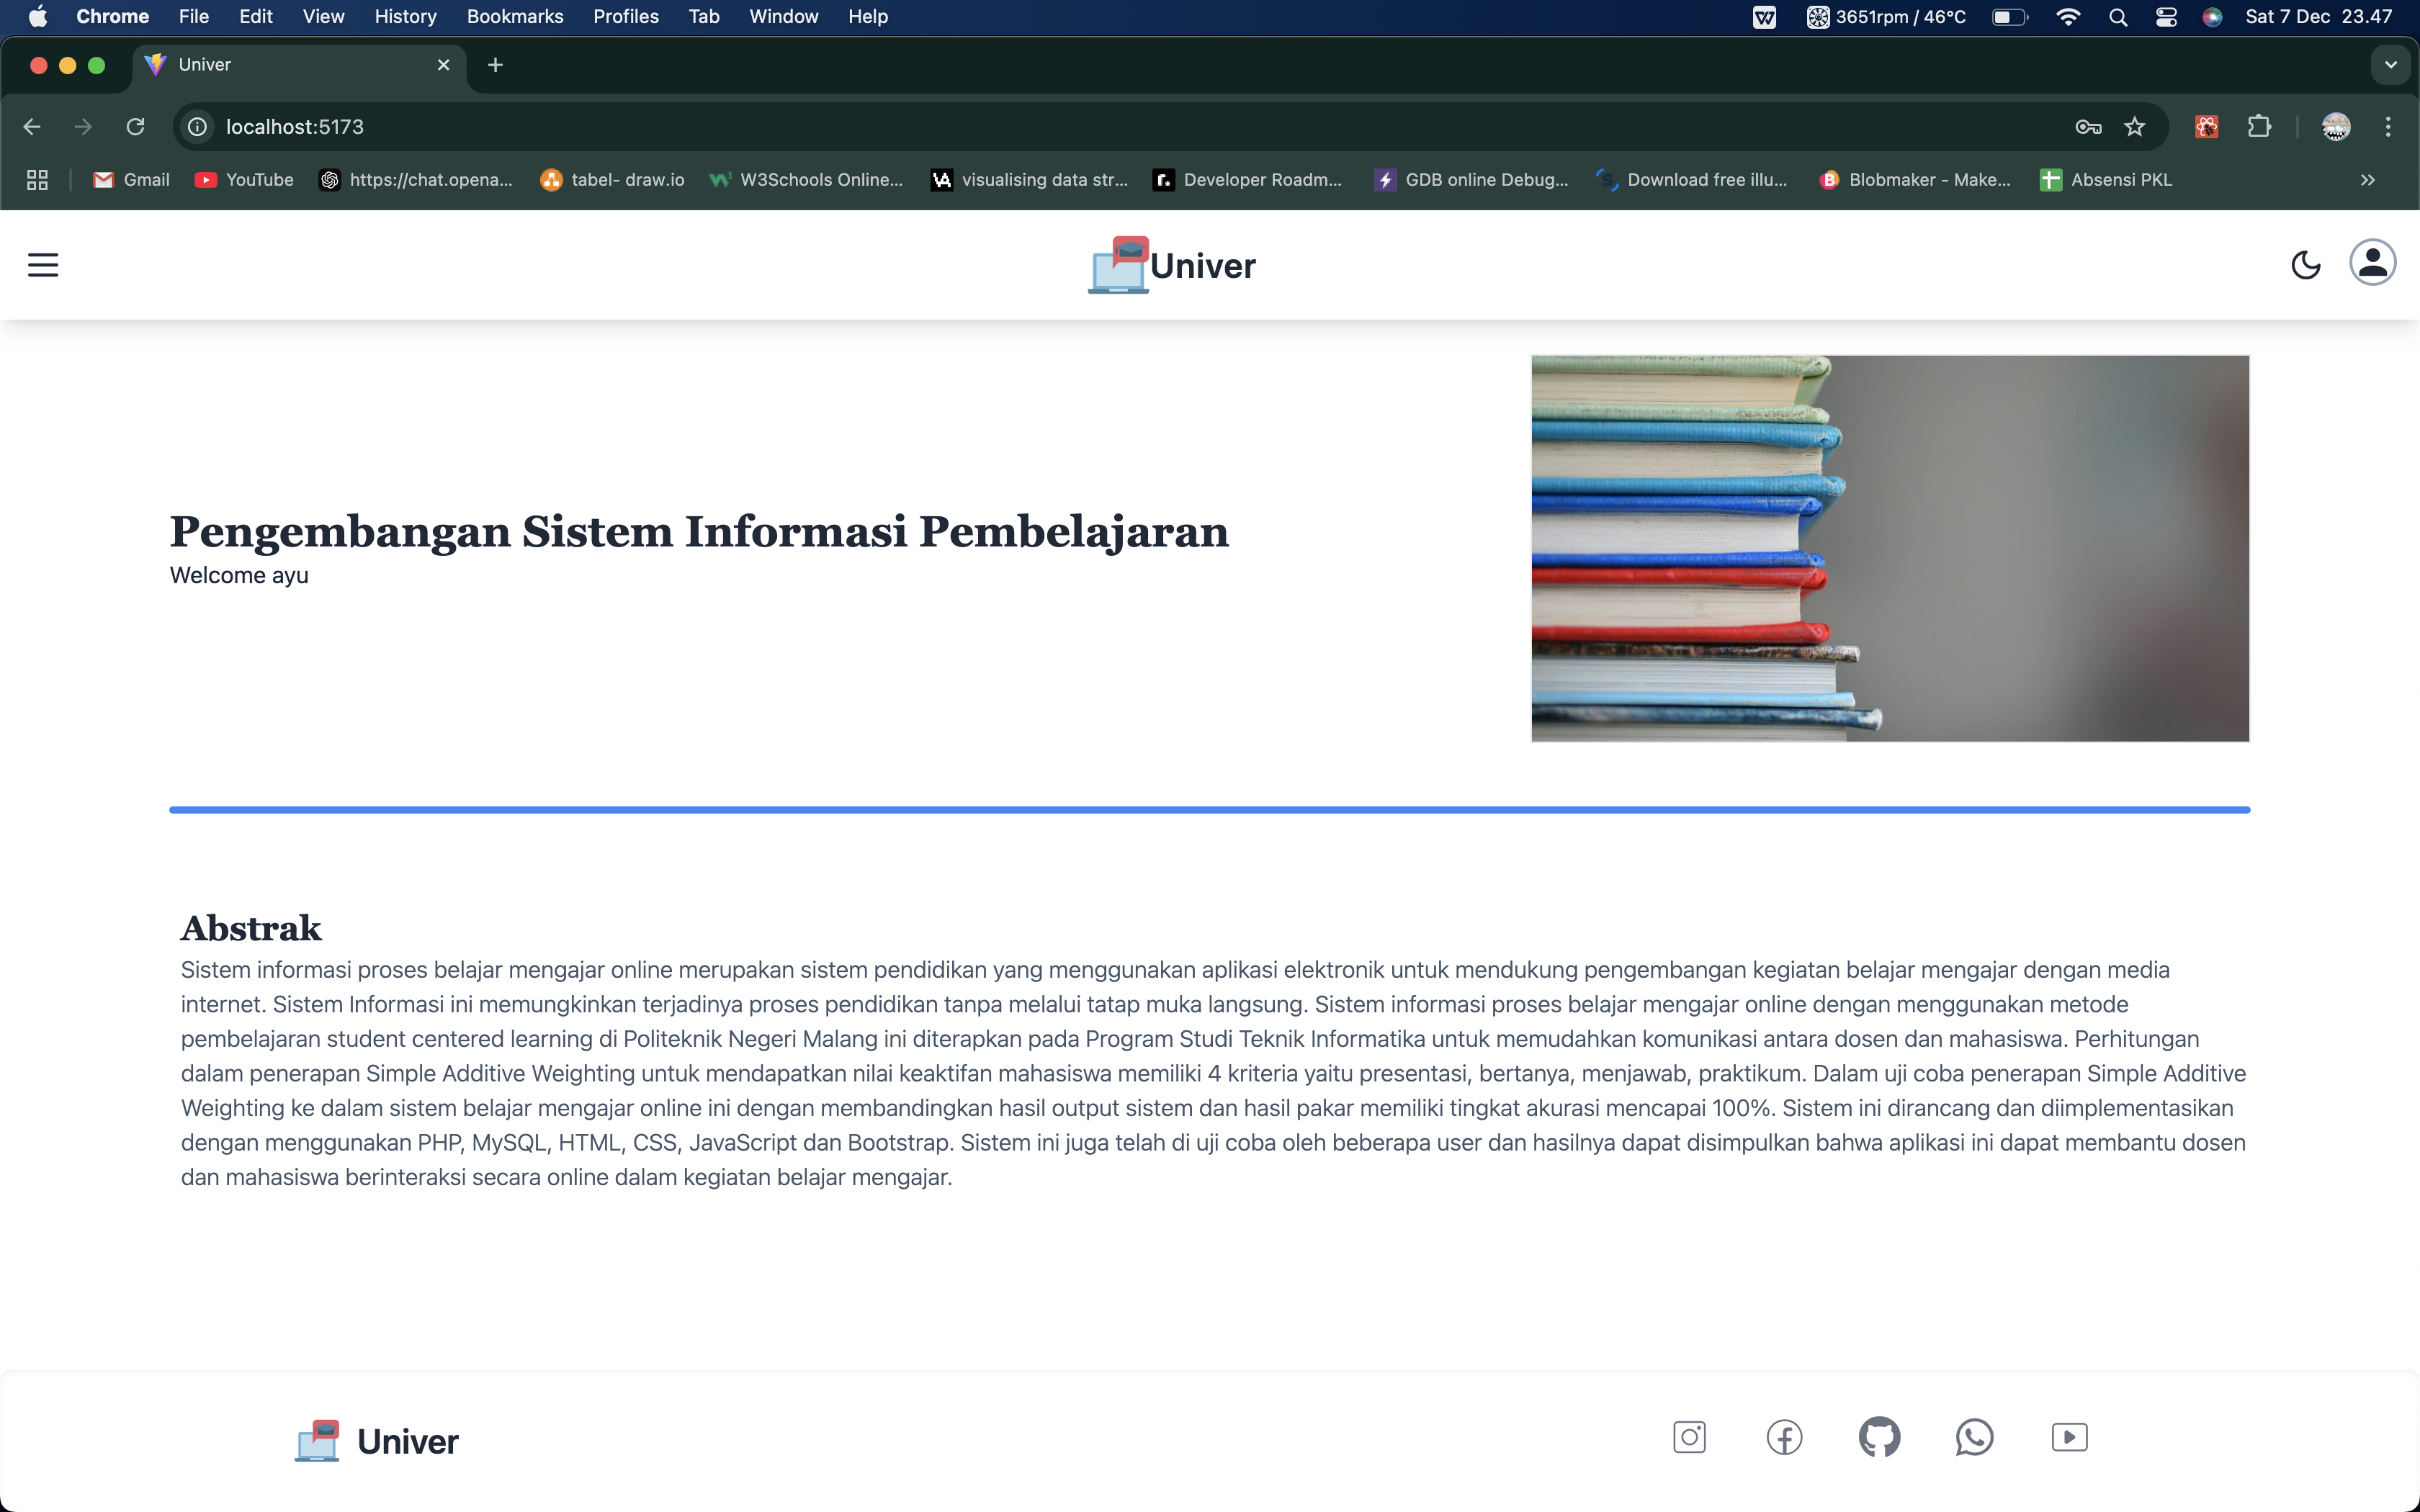 Chrome File Edit View History Bookmarks Profiles Tab Window Help 3651rpm / 46°C Sat 7 Dec 23.47
Univer
localhost:5173
Gmail YouTube https://chat.opena... tabel- draw.io W3Schools Online... visualising data str... Developer Roadm... GDB online Debug... Download free illu... Blobmaker - Make... Absensi PKL
Univer
Pengembangan Sistem Informasi Pembelajaran
Welcome ayu
Abstrak
Sistem informasi proses belajar mengajar online merupakan sistem pendidikan yang menggunakan aplikasi elektronik untuk mendukung pengembangan kegiatan belajar mengajar dengan media
internet. Sistem Informasi ini memungkinkan terjadinya proses pendidikan tanpa melalui tatap muka langsung. Sistem informasi proses belajar mengajar online dengan menggunakan metode
pembelajaran student centered learning di Politeknik Negeri Malang ini diterapkan pada Program Studi Teknik Informatika untuk memudahkan komunikasi antara dosen dan mahasiswa. Perhitungan
dalam penerapan Simple Additive Weighting untuk mendapatkan nilai keaktifan mahasiswa memiliki 4 kriteria yaitu presentasi, bertanya, menjawab, praktikum. Dalam uji coba penerapan Simple Additive
Weighting ke dalam sistem belajar mengajar online ini dengan membandingkan hasil output sistem dan hasil pakar memiliki tingkat akurasi mencapai 100%. Sistem ini dirancang dan diimplementasikan
dengan menggunakan PHP, MySQL, HTML, CSS, JavaScript dan Bootstrap. Sistem ini juga telah di uji coba oleh beberapa user dan hasilnya dapat disimpulkan bahwa aplikasi ini dapat membantu dosen
dan mahasiswa berinteraksi secara online dalam kegiatan belajar mengajar.
Univer